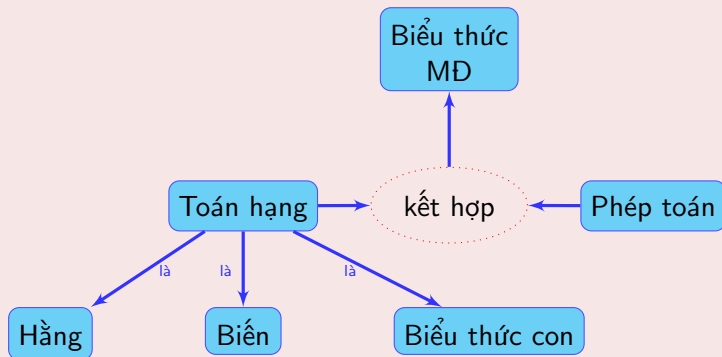 Biểu thức
MĐ
Toán hạng
kết hợp
Phép toán
là
là
là
Hằng
Biến
Biểu thức con